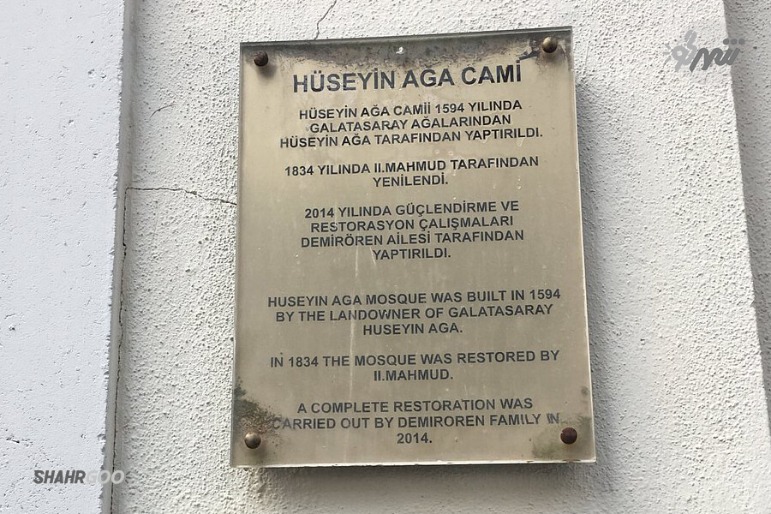 شهرگو
HÜSEYİN AGA CAMİ
HÜSEYİN AĞA CAMİİ 1594 YILINDA
GALATASARAY AĞALARINDAN
HÜSEYİN AĞA TARAFINDAN YAPTIRILDI.
1834 YILINDA II.MAHMUD TARAFINDAN
YENİLENDİ.
2014 YILINDA GÜÇLENDİRME VE
RESTORASYON ÇALIŞMALARI
DEMİRÖREN AİLESİ TARAFINDAN
YAPTIRILDI.
HUSEYIN AGA MOSQUE WAS BUILT IN 1594
BY THE LANDOWNER OF GALATASARAY
HUSEYIN AGA.
IN 1834 THE MOSQUE WAS RESTORED BY
II.MAHMUD.
A COMPLETE RESTORATION WAS
CARRIED OUT BY DEMIROREN FAMILY IN
2014.
SHAHRGOO